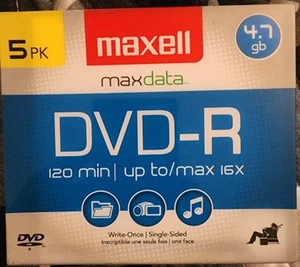 5 PK
maxell
4.7
gb
maxdata
DVD-R
120 min | up to/max 16X
Write-Once | Single-Sided
Inscriptible une seule fois | une face
DVD